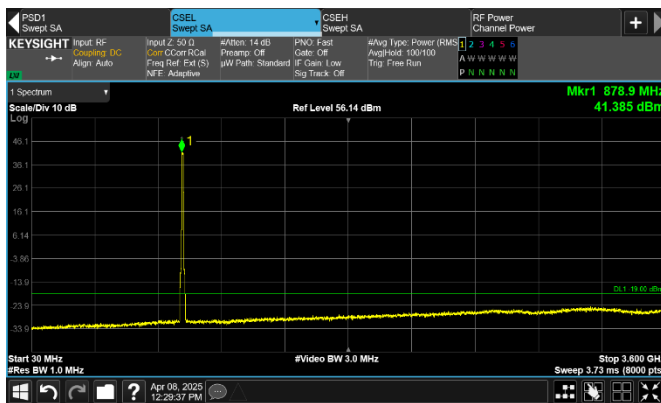 PSD1
Swept SA
CSEL
Swept SA
CSEH
Swept SA
RF Power
Channel Power
KEYSIGHT
Input: RF
Coupling: DC
Align: Auto
Input Z: 50 Ω
Corr CCorr RCal
Freq Ref: Ext (S)
NFE: Adaptive
#Atten: 14 dB
Preamp: Off
µW Path: Standard
PNO: Fast
Gate: Off
IF Gain: Low
Sig Track: Off
#Avg Type: Power (RMS
Avg|Hold: 100/100
Trig: Free Run
1 2 3 4 5 6
A W W W W W
P N N N N N
1 Spectrum
Scale/Div 10 dB
Ref Level 56.14 dBm
Mkr1 878.9 MHz
41.385 dBm
Log
46.1
1
36.1
26.1
16.1
6.14
-3.86
-13.9
DL1 -19.00 dBm
-23.9
-33.9
Start 30 MHz
#Video BW 3.0 MHz
Stop 3.600 GHz
#Res BW 1.0 MHz
Sweep 3.73 ms (8000 pts)
Apr 08, 2025
12:29:37 PM